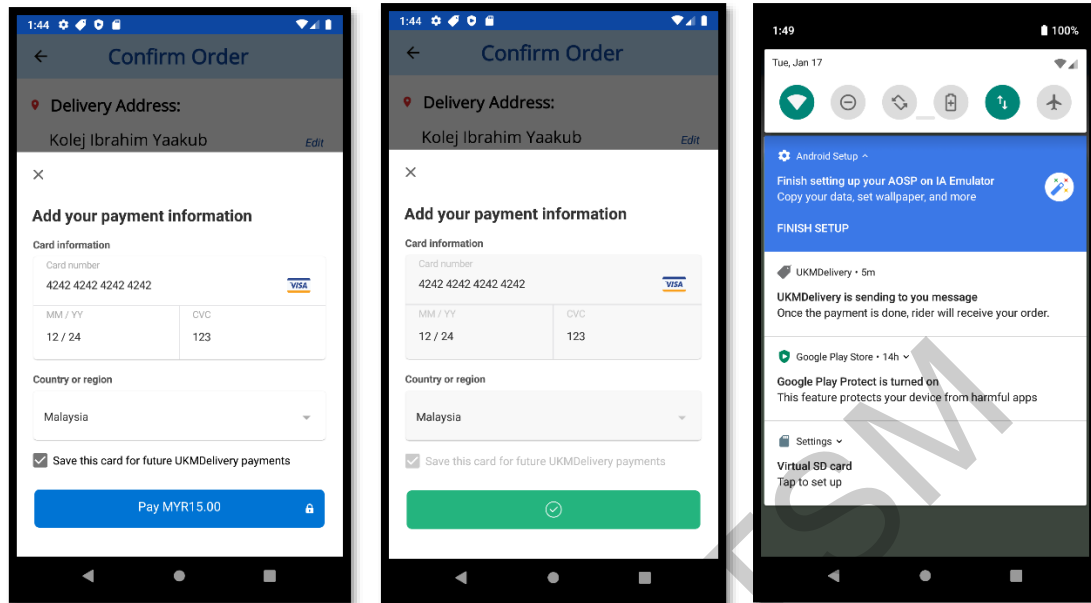 1:44
Confirm Order
Delivery Address:
Kolej Ibrahim Yaakub
Edit
Add your payment information
Card information
Card number
4242 4242 4242 4242
VISA
MM / YY
CVC
12 / 24
123
Country or region
Malaysia
Save this card for future UKMDelivery payments
Pay MYR15.00
1:44
Confirm Order
Delivery Address:
Kolej Ibrahim Yaakub
Edit
Add your payment information
Card information
Card number
4242 4242 4242 4242
VISA
MM / YY
CVC
12 / 24
123
Country or region
Malaysia
Save this card for future UKMDelivery payments
1:49
100%
Tue, Jan 17
Android Setup
Finish setting up your AOSP on IA Emulator
Copy your data, set wallpaper, and more
FINISH SETUP
UKMDelivery • 5m
UKMDelivery is sending to you message
Once the payment is done, rider will receive your order.
Google Play Store • 14h
Google Play Protect is turned on
This feature protects your device from harmful apps
Settings
Virtual SD card
Tap to set up
TSM